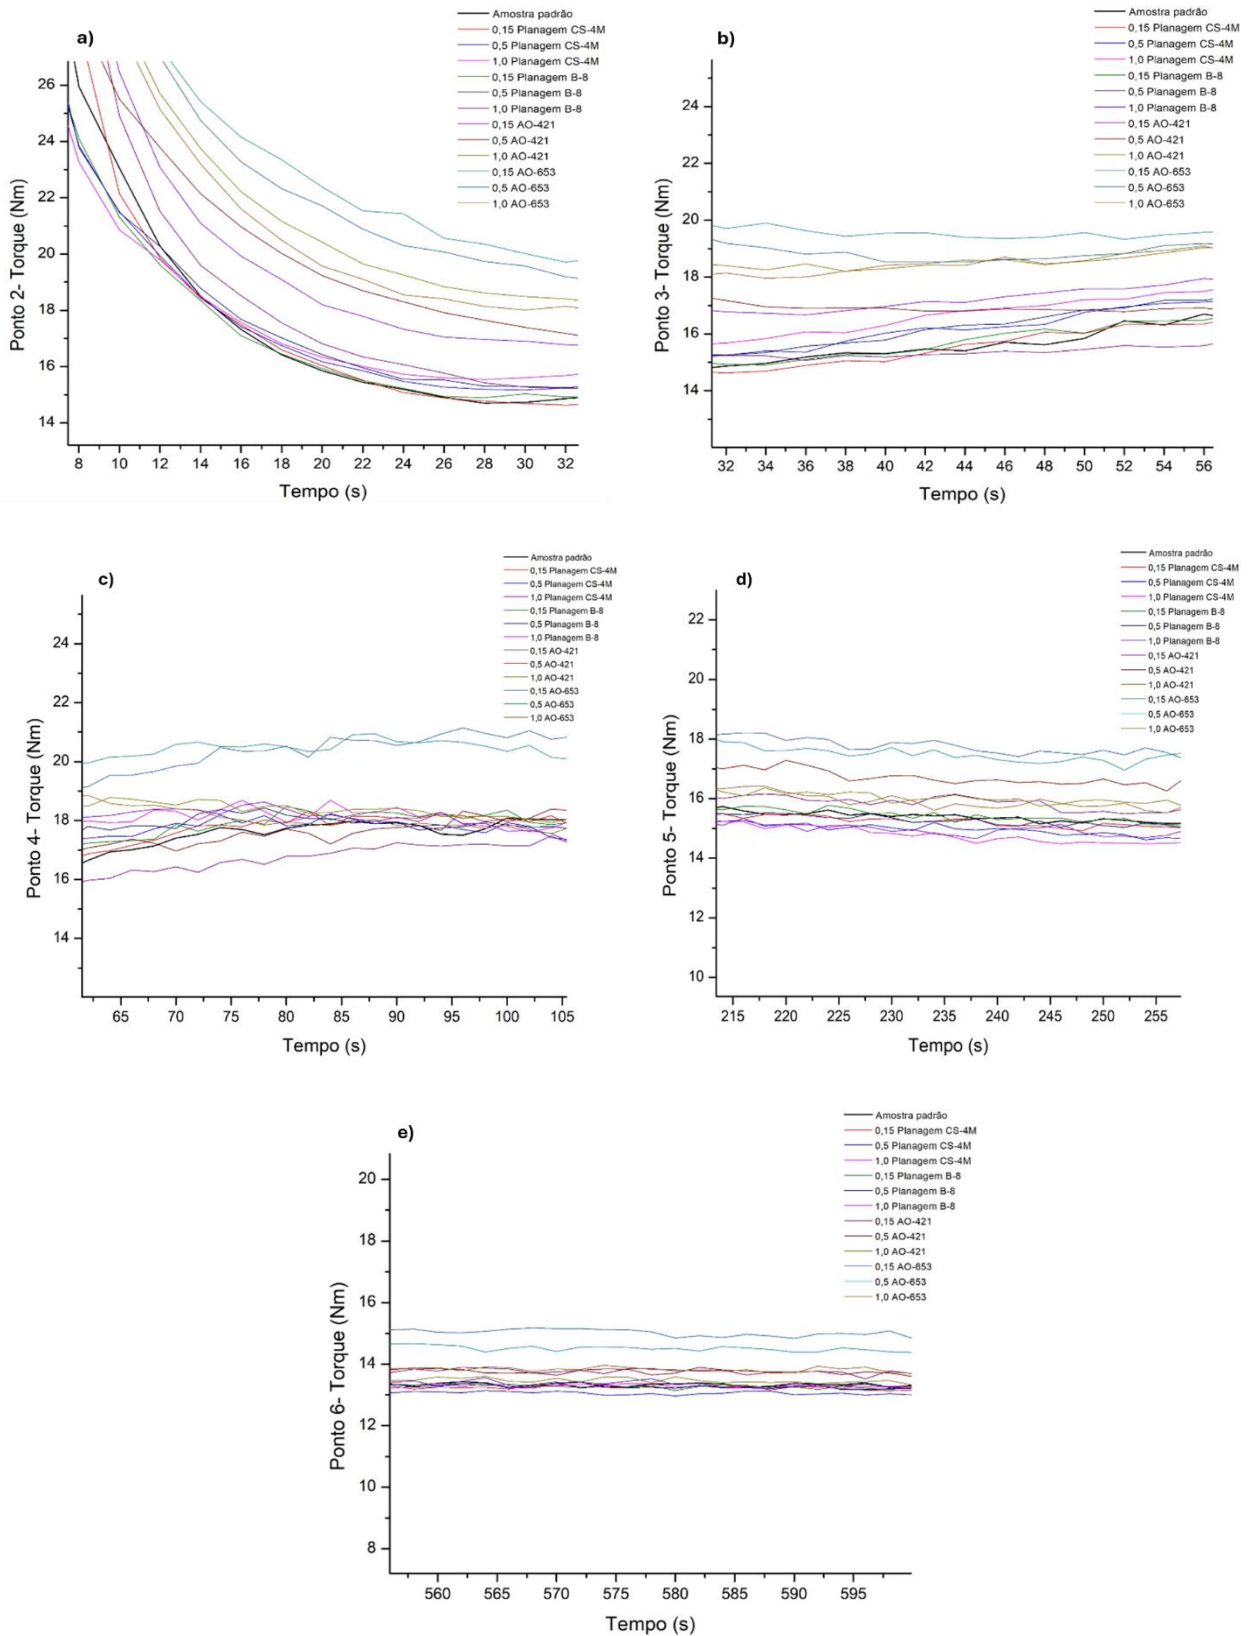 a)
Amostra padrão
0,15 Planagem CS-4M
0,5 Planagem CS-4M
1,0 Planagem CS-4M
0,15 Planagem B-8
0,5 Planagem B-8
1,0 Planagem B-8
0,15 AO-421
0,5 AO-421
1,0 AO-421
0,15 AO-653
0,5 AO-653
1,0 AO-653
Ponto 2- Torque (Nm)
26
24
22
20
18
16
14
8 10 12 14 16 18 20 22 24 26 28 30 32
Tempo (s)
b)
Amostra padrão
0,15 Planagem CS-4M
0,5 Planagem CS-4M
1,0 Planagem CS-4M
0,15 Planagem B-8
0,5 Planagem B-8
1,0 Planagem B-8
0,15 AO-421
0,5 AO-421
1,0 AO-421
0,15 AO-653
0,5 AO-653
1,0 AO-653
Ponto 3- Torque (Nm)
24
22
20
18
16
14
32 34 36 38 40 42 44 46 48 50 52 54 56
Tempo (s)
c)
Amostra padrão
0,15 Planagem CS-4M
0,5 Planagem CS-4M
1,0 Planagem CS-4M
0,15 Planagem B-8
0,5 Planagem B-8
1,0 Planagem B-8
0,15 AO-421
0,5 AO-421
1,0 AO-421
0,15 AO-653
0,5 AO-653
1,0 AO-653
Ponto 4- Torque (Nm)
24
22
20
18
16
14
65 70 75 80 85 90 95 100 105
Tempo (s)
d)
Amostra padrão
0,15 Planagem CS-4M
0,5 Planagem CS-4M
1,0 Planagem CS-4M
0,15 Planagem B-8
0,5 Planagem B-8
1,0 Planagem B-8
0,15 AO-421
0,5 AO-421
1,0 AO-421
0,15 AO-653
0,5 AO-653
1,0 AO-653
Ponto 5- Torque (Nm)
22
20
18
16
14
12
10
215 220 225 230 235 240 245 250 255
Tempo (s)
e)
Amostra padrão
0,15 Planagem CS-4M
0,5 Planagem CS-4M
1,0 Planagem CS-4M
0,15 Planagem B-8
0,5 Planagem B-8
1,0 Planagem B-8
0,15 AO-421
0,5 AO-421
1,0 AO-421
0,15 AO-653
0,5 AO-653
1,0 AO-653
Ponto 6- Torque (Nm)
20
18
16
14
12
10
8
560 565 570 575 580 585 590 595
Tempo (s)